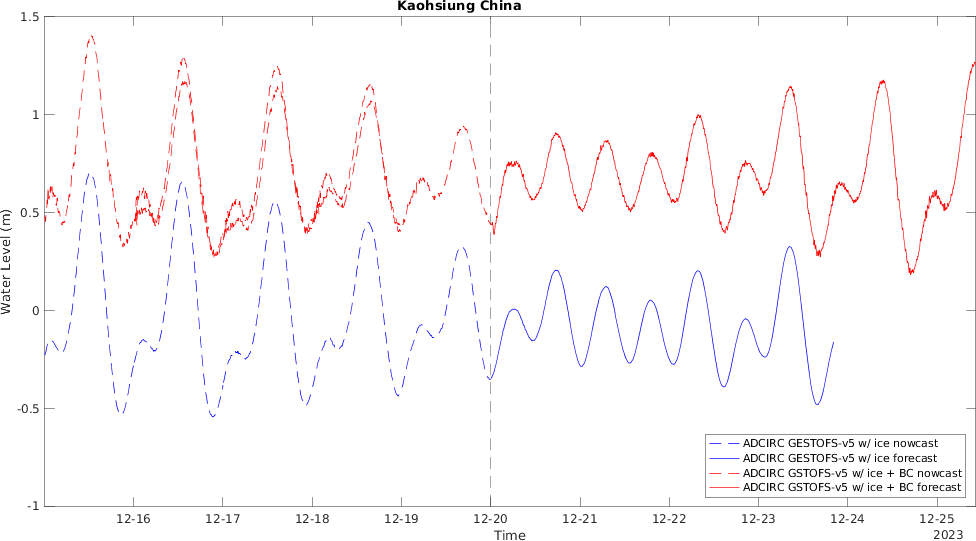 Kaohsiung China
1.5
1
0.5
0
-0.5
-1
Water Level (m)
ADCIRC GESTOFS-v5 w/ ice nowcast
ADCIRC GESTOFS-v5 w/ ice forecast
ADCIRC GSTOFS-v5 w/ ice + BC nowcast
ADCIRC GSTOFS-v5 w/ ice + BC forecast
12-16 12-17 12-18 12-19 12-20 12-21 12-22 12-23 12-24 12-25
Time
2023